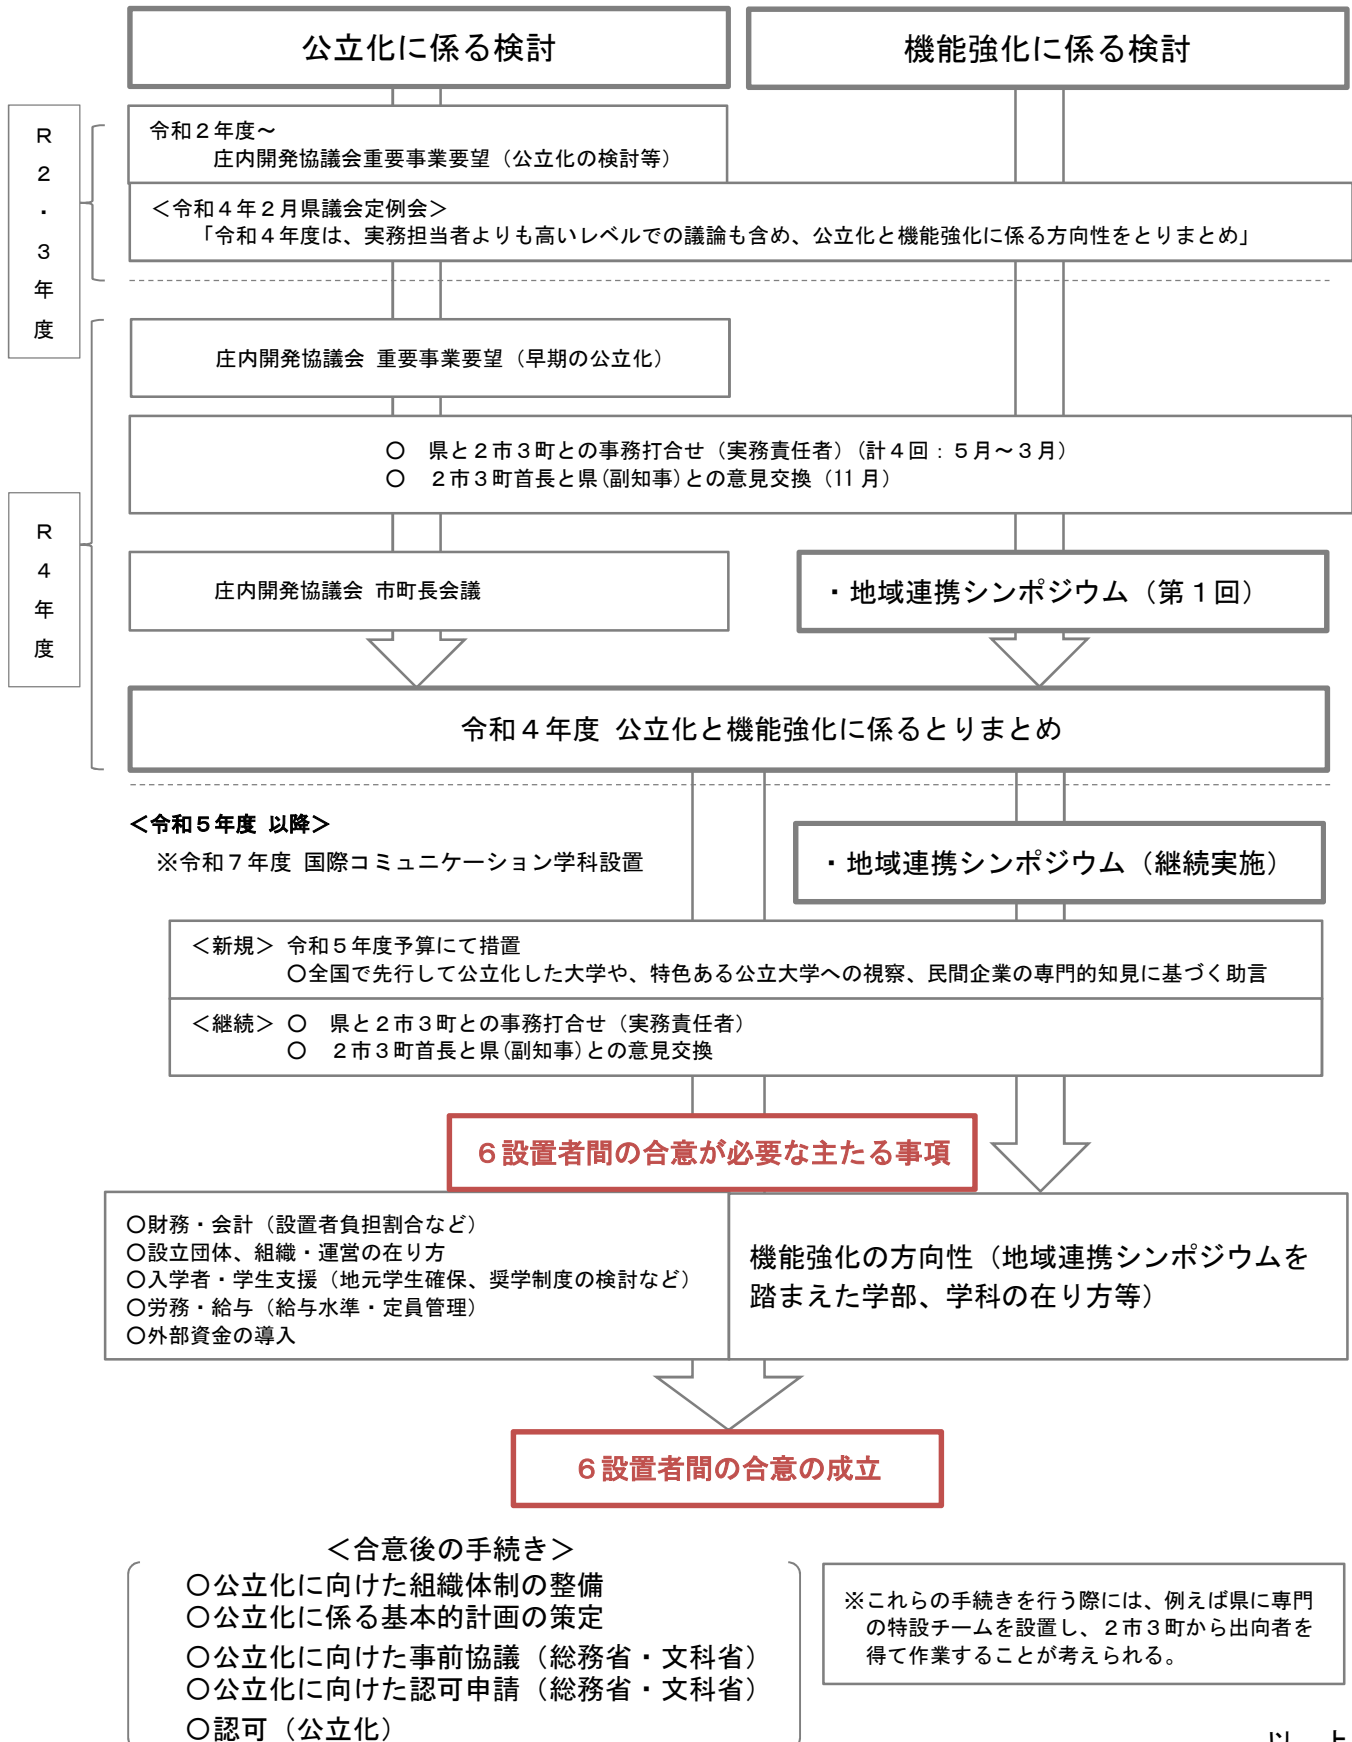 公立化に係る検討
機能強化に係る検討
R2・3年度
令和2年度～
庄内開発協議会重要事業要望（公立化の検討等）
＜令和4年2月県議会定例会＞
「令和4年度は、実務担当者よりも高いレベルでの議論も含め、公立化と機能強化に係る方向性をとりまとめ」
R4年度
庄内開発協議会 重要事業要望（早期の公立化）
○ 県と2市3町との事務打合せ（実務責任者）(計4回：5月～3月)
○ 2市3町首長と県(副知事)との意見交換（11月）
庄内開発協議会 市町長会議
・地域連携シンポジウム（第1回）
令和4年度 公立化と機能強化に係るとりまとめ
＜令和5年度 以降＞
※令和7年度 国際コミュニケーション学科設置
・地域連携シンポジウム（継続実施）
＜新規＞ 令和5年度予算にて措置
○全国で先行して公立化した大学や、特色ある公立大学への視察、民間企業の専門的知見に基づく助言
＜継続＞ ○ 県と2市3町との事務打合せ（実務責任者）
○ 2市3町首長と県(副知事)との意見交換
6設置者間の合意が必要な主たる事項
○財務・会計（設置者負担割合など）
○設立団体、組織・運営の在り方
○入学者・学生支援（地元学生確保、奨学制度の検討など）
○労務・給与（給与水準・定員管理）
○外部資金の導入
機能強化の方向性（地域連携シンポジウムを
踏まえた学部、学科の在り方等）
6設置者間の合意の成立
＜合意後の手続き＞
○公立化に向けた組織体制の整備
○公立化に係る基本的計画の策定
○公立化に向けた事前協議（総務省・文科省）
○公立化に向けた認可申請（総務省・文科省）
○認可（公立化）
※これらの手続きを行う際には、例えば県に専門
の特設チームを設置し、2市3町から出向者を
得て作業することが考えられる。
以 上